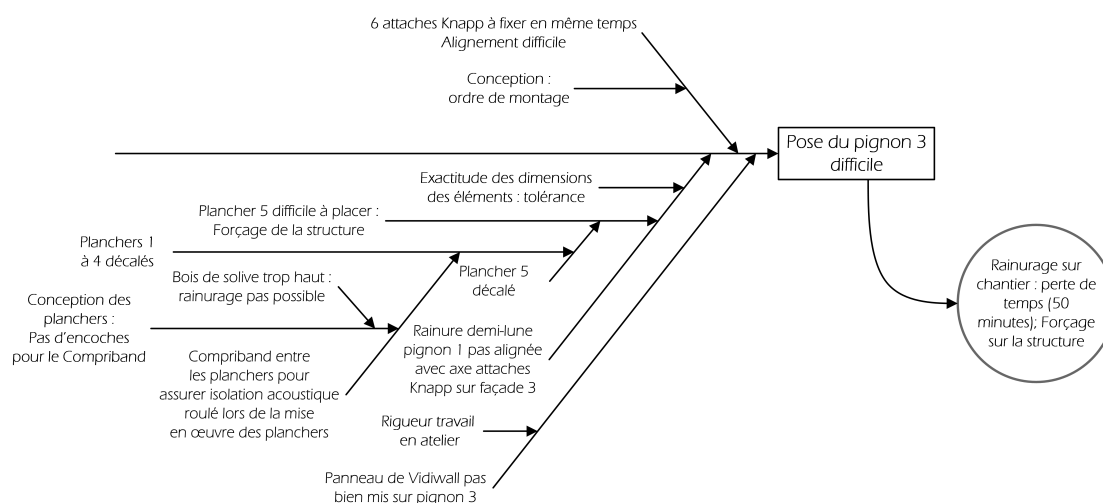 6 attaches Knapp à fixer en même temps
Alignement difficile
Conception :
ordre de montage
Pose du pignon 3
difficile
Exactitude des dimensions
des éléments : tolérance
Plancher 5 difficile à placer :
Forçage de la structure
Planchers 1
à 4 décalés
Plancher 5
décalé
Bois de solive trop haut :
rainurage pas possible
Conception des
planchers :
Pas d'encoches
pour le Compriband
Rainure demi-lune
pignon 1 pas alignée
avec axe attaches
Knapp sur façade 3
Compriband entre
les planchers pour
assurer isolation acoustique
roulé lors de la mise
en œuvre des planchers
Rigueur travail
en atelier
Panneau de Vidiwall pas
bien mis sur pignon 3
Rainurage sur
chantier : perte de
temps (50
minutes); Forçage
sur la structure